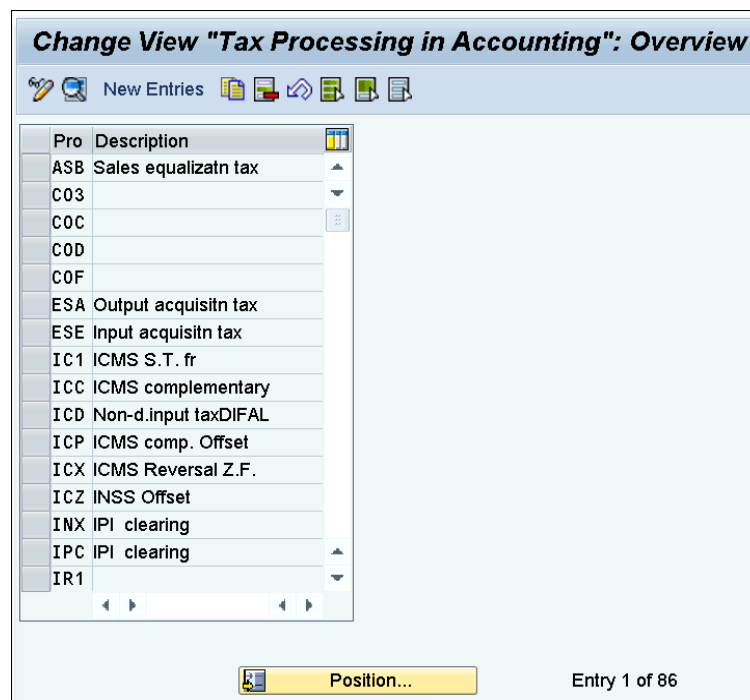 Change View "Tax Processing in Accounting": Overview
New Entries
Pro Description
ASB Sales equalizatn tax
CO3
COC
COD
COF
ESA Output acquisitn tax
ESE Input acquisitn tax
IC1 ICMS S.T. fr
ICC ICMS complementary
ICD Non-d.input taxDIFAL
ICP ICMS comp. Offset
ICX ICMS Reversal Z.F.
ICZ INSS Offset
INX IPI  clearing
IPC IPI  clearing
IR1
Position... Entry 1 of 86